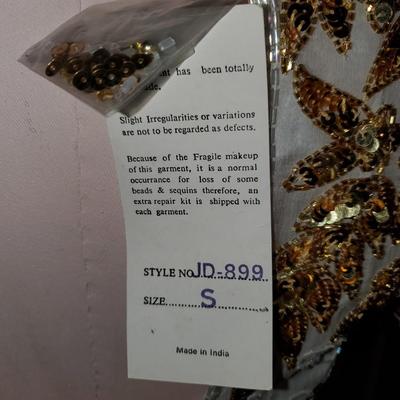 has been totally
Slight Irregularities or variations
are not to be regarded as defects.
Because of the Fragile makeup
of this garment, it is a normal
occurrance for loss of some
beads & sequins therefore, an
extra repair kit is shipped with
each garment.
STYLE NO. JD-899
SIZE.................... S
Made in India